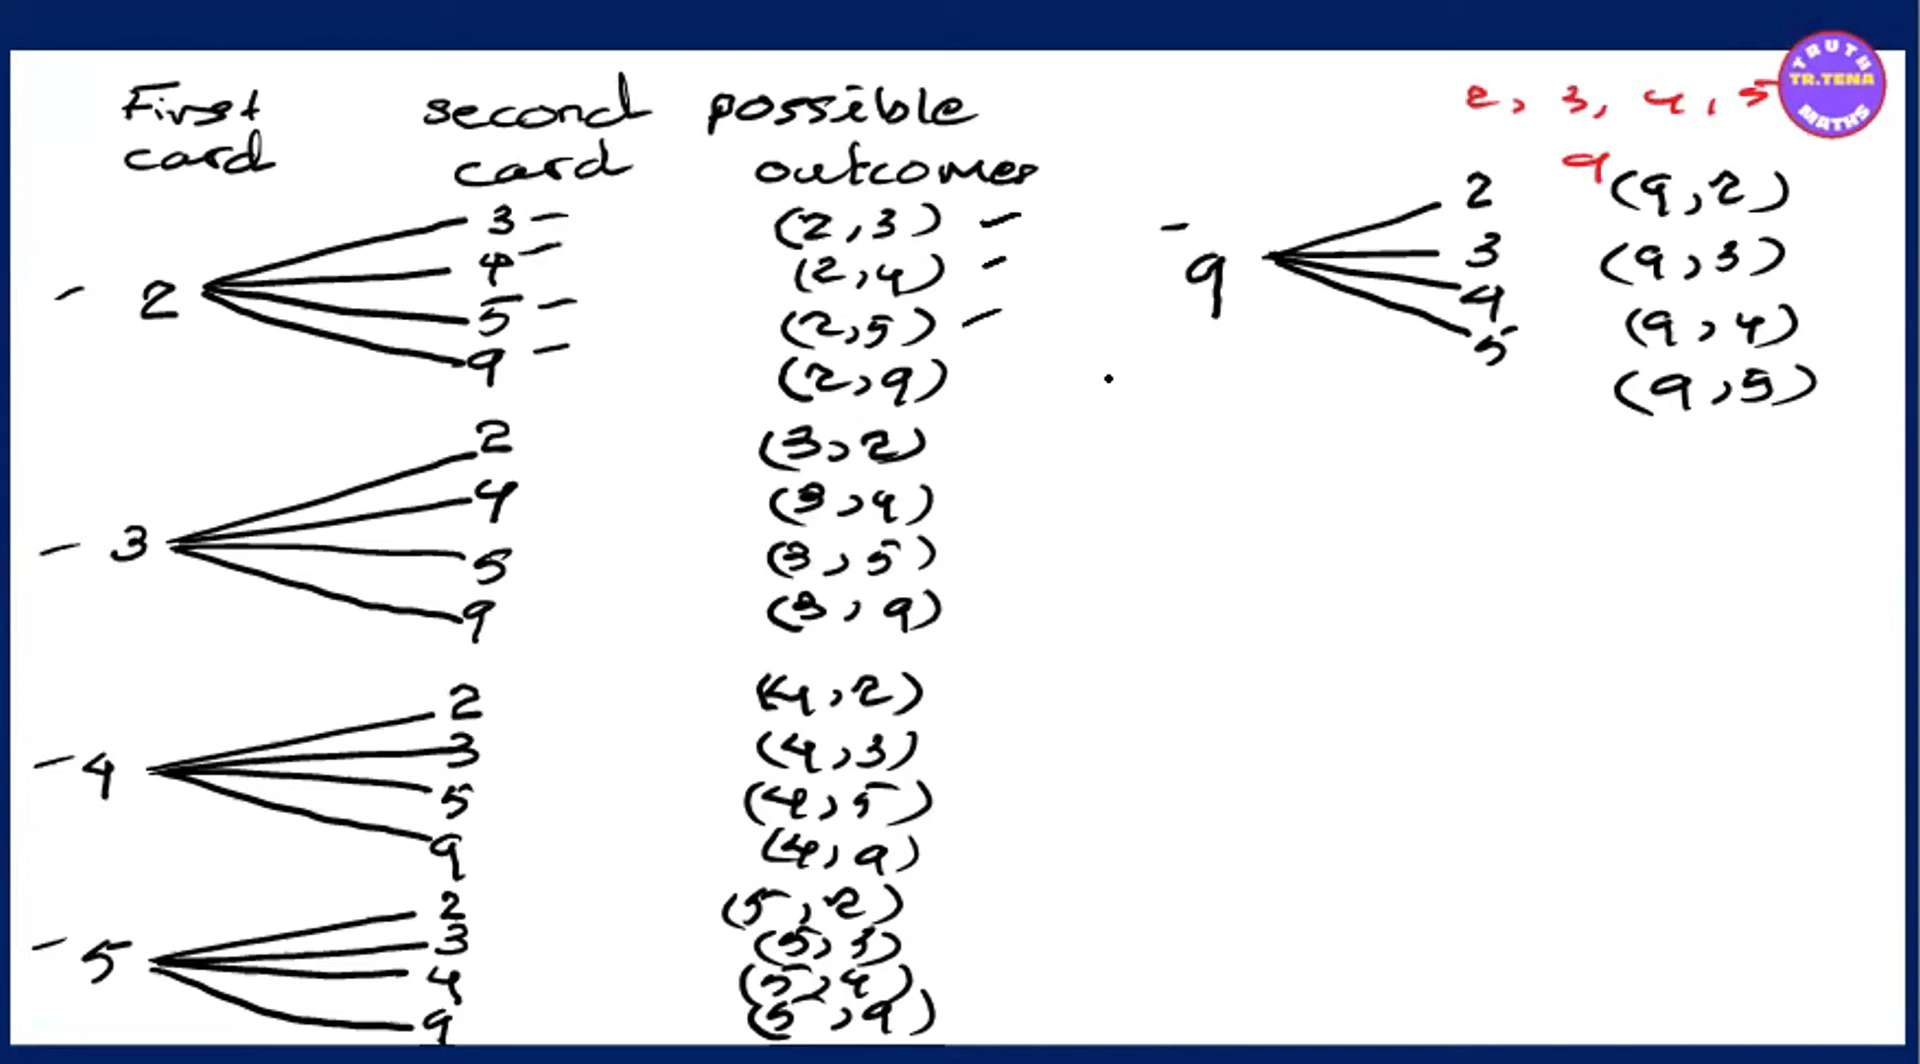 First second possible
card card outcomes
2 3 (2,3)
4 (2,4)
5 (2,5)
9 (2,9)
3 2 (3,2)
4 (3,4)
5 (3,5)
9 (3,9)
4 2 (4,2)
3 (4,3)
5 (4,5)
9 (4,9)
5 2 (5,2)
3 (5,3)
4 (5,4)
9 (5,9)
2, 3, 4, 5
9
9 2 (9,2)
3 (9,3)
4 (9,4)
5 (9,5)
TRUTH
TR.TENA
MATHS